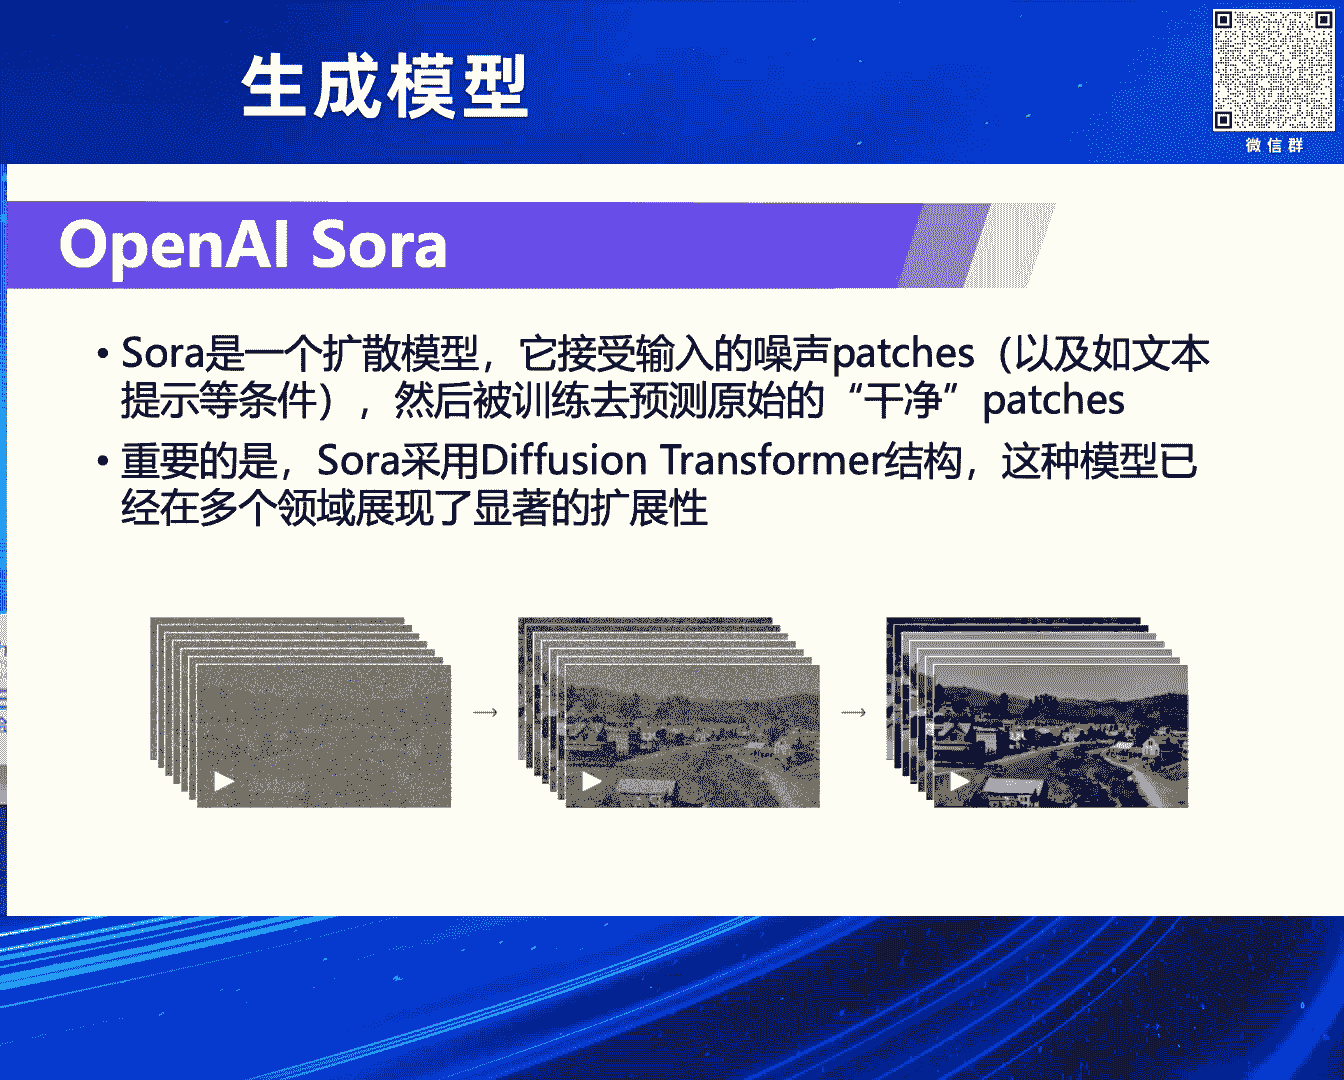 生成模型
微信群
OpenAI Sora
• Sora是一个扩散模型，它接受输入的噪声patches（以及如文本
提示等条件），然后被训练去预测原始的“干净”patches
• 重要的是，Sora采用Diffusion Transformer结构，这种模型已
经在多个领域展现了显著的扩展性